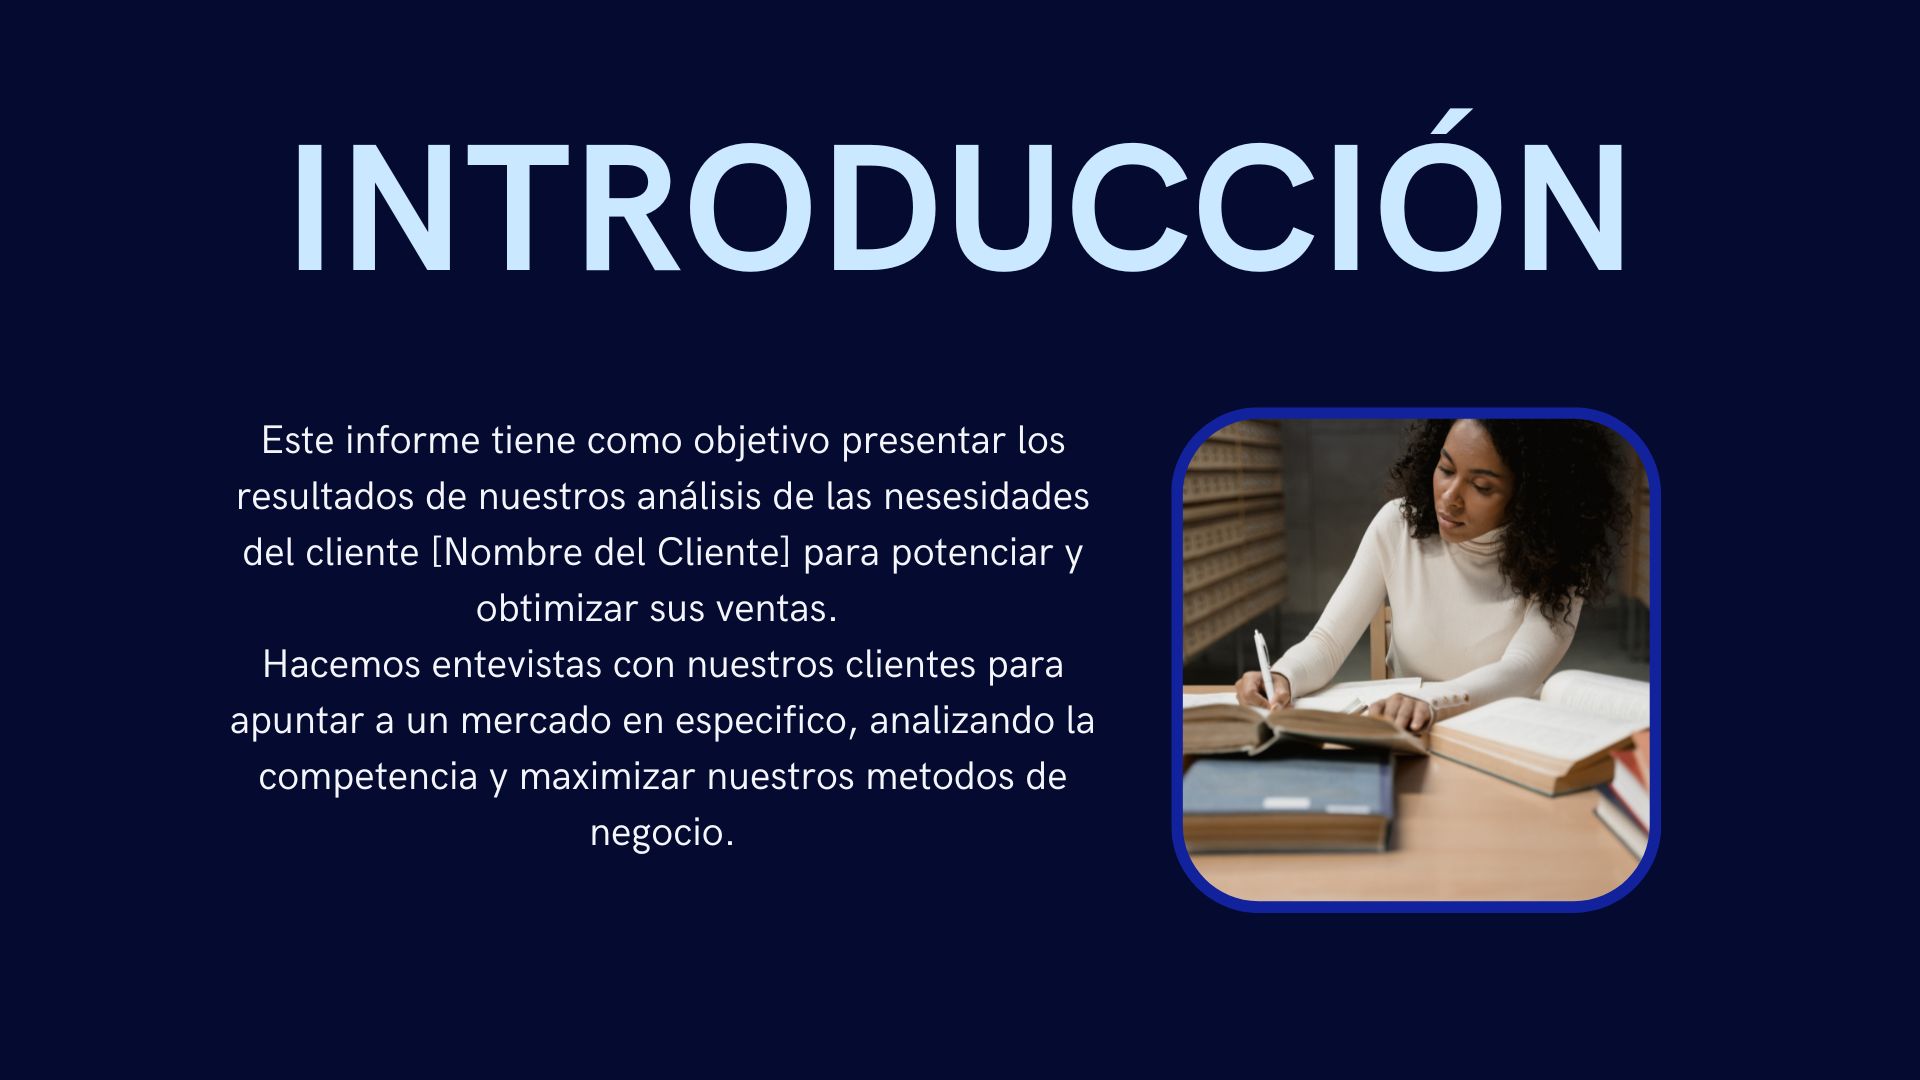 INTRODUCCIÓN
Este informe tiene como objetivo presentar los
resultados de nuestros análisis de las nesesidades
del cliente [Nombre del Cliente] para potenciar y
obtimizar sus ventas.
Hacemos entevistas con nuestros clientes para
apuntar a un mercado en especifico, analizando la
competencia y maximizar nuestros metodos de
negocio.